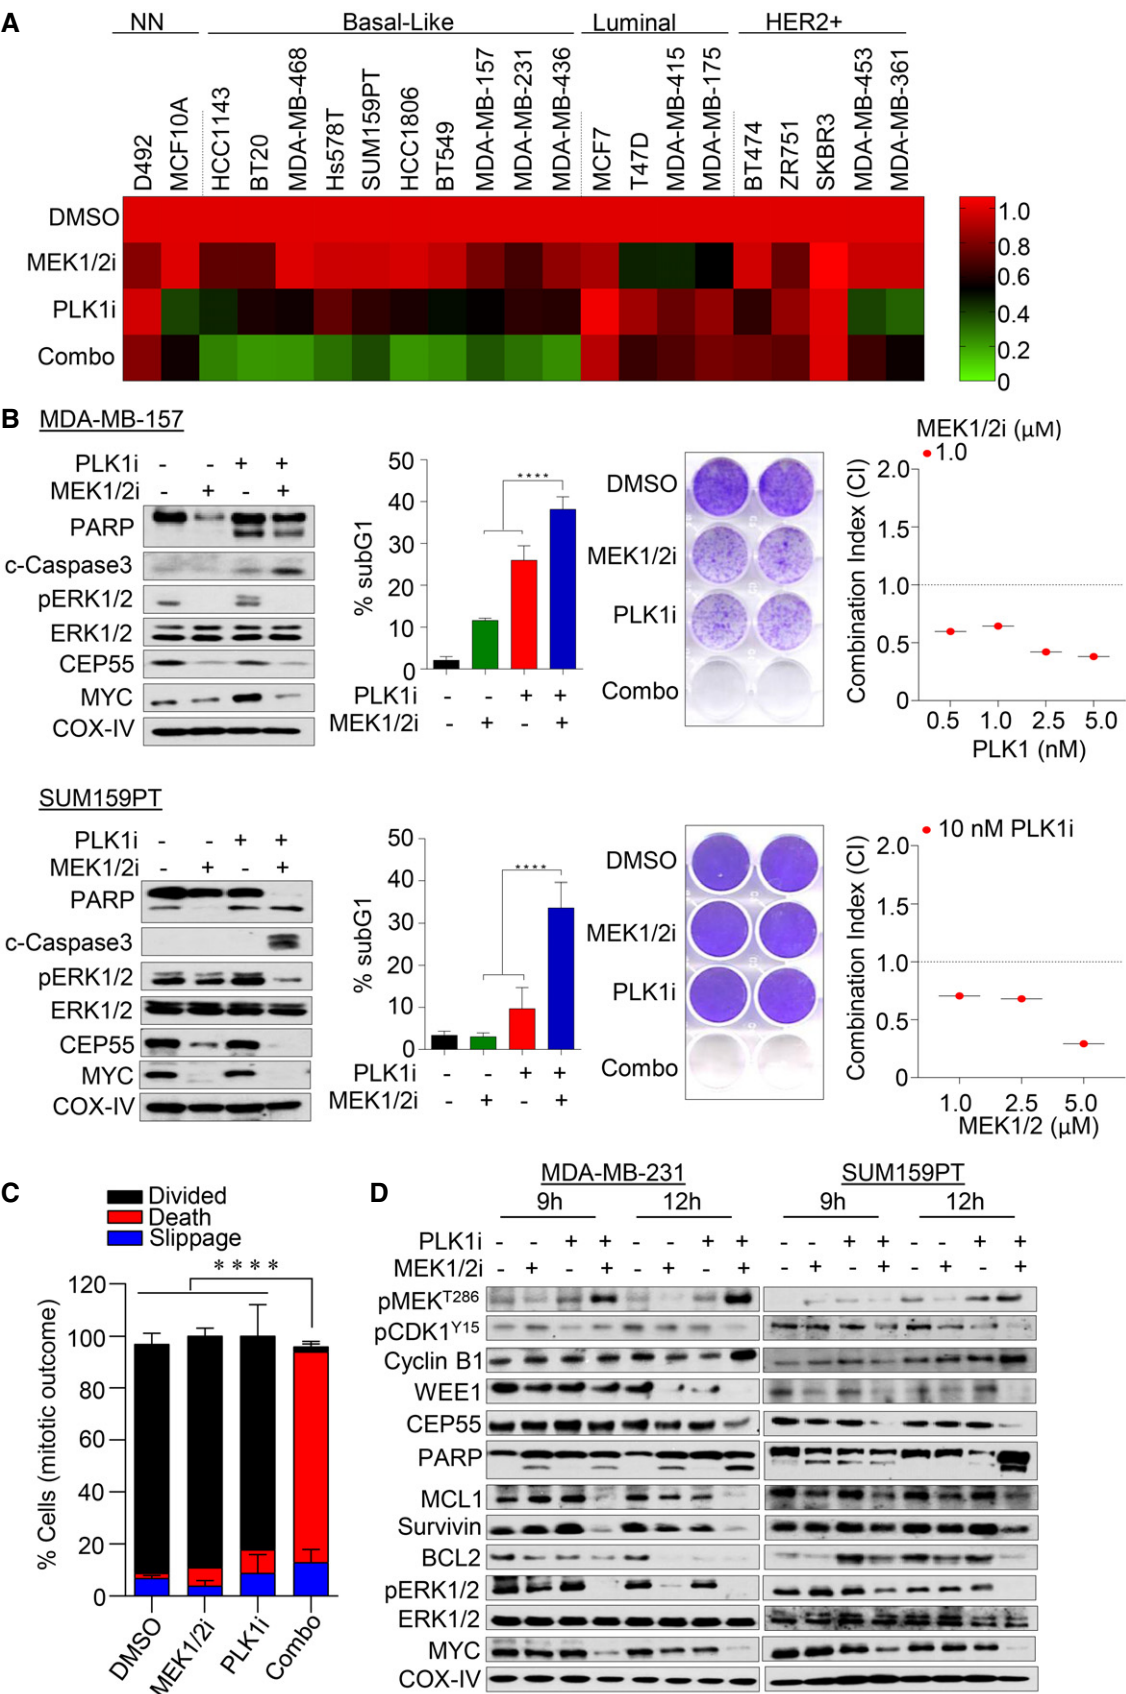 A
NN Basal-Like Luminal HER2+
D492
MCF10A
HCC1143
BT20
MDA-MB-468
Hs578T
SUM159PT
HCC1806
BT549
MDA-MB-157
MDA-MB-231
MDA-MB-436
MCF7
T47D
MDA-MB-415
MDA-MB-175
BT474
ZR751
SKBR3
MDA-MB-453
MDA-MB-361
DMSO
MEK1/2i
PLK1i
Combo
1.0
0.8
0.6
0.4
0.2
0
B
MDA-MB-157
PLK1i - - + +
MEK1/2i - + - +
PARP
c-Caspase3
pERK1/2
ERK1/2
CEP55
MYC
COX-IV
% subG1
50
40
30
20
10
0
****
PLK1i - - + +
MEK1/2i - + - +
DMSO
MEK1/2i
PLK1i
Combo
MEK1/2i (µM)
1.0
Combination Index (CI)
2.0
1.5
1.0
0.5
0
0.5 1.0 2.5 5.0
PLK1 (nM)
SUM159PT
PLK1i - - + +
MEK1/2i - + - +
PARP
c-Caspase3
pERK1/2
ERK1/2
CEP55
MYC
COX-IV
% subG1
50
40
30
20
10
0
****
PLK1i - - + +
MEK1/2i - + - +
DMSO
MEK1/2i
PLK1i
Combo
10 nM PLK1i
Combination Index (CI)
2.0
1.5
1.0
0.5
0
1.0 2.5 5.0
MEK1/2 (µM)
C
Divided
Death
Slippage
****
% Cells (mitotic outcome)
120
100
80
60
40
20
0
DMSO
MEK1/2i
PLK1i
Combo
D
MDA-MB-231 SUM159PT
9h 12h 9h 12h
PLK1i - - + + - - + + - - + + - - + +
MEK1/2i - + - + - + - + - + - + - + - +
pMEKT286
pCDK1Y15
Cyclin B1
WEE1
CEP55
PARP
MCL1
Survivin
BCL2
pERK1/2
ERK1/2
MYC
COX-IV